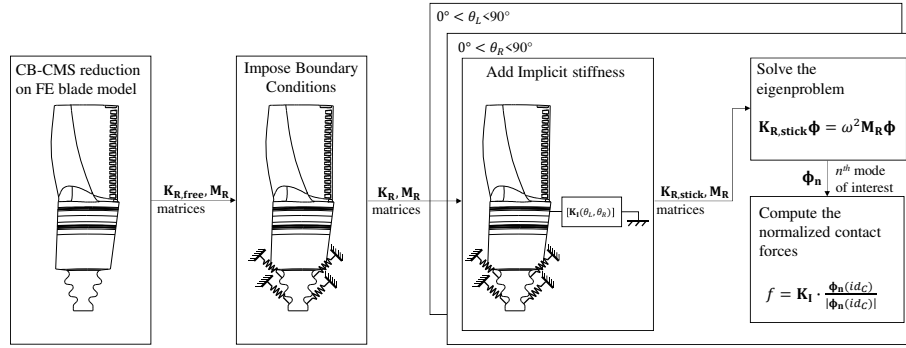 0° < θ_L<90°
0° < θ_R<90°
CB-CMS reduction
on FE blade model
Impose Boundary
Conditions
Add Implicit stiffness
Solve the
eigenproblem
K_R,stick ϕ = ω² M_R ϕ
K_R,free, M_R
matrices
K_R, M_R
matrices
[K_I(θ_L, θ_R)]
K_R,stick, M_R
matrices
ϕ_n
nᵗʰ mode
of interest
Compute the
normalized contact
forces
f = K_I · ϕ_n(id_C) / |ϕ_n(id_C)|